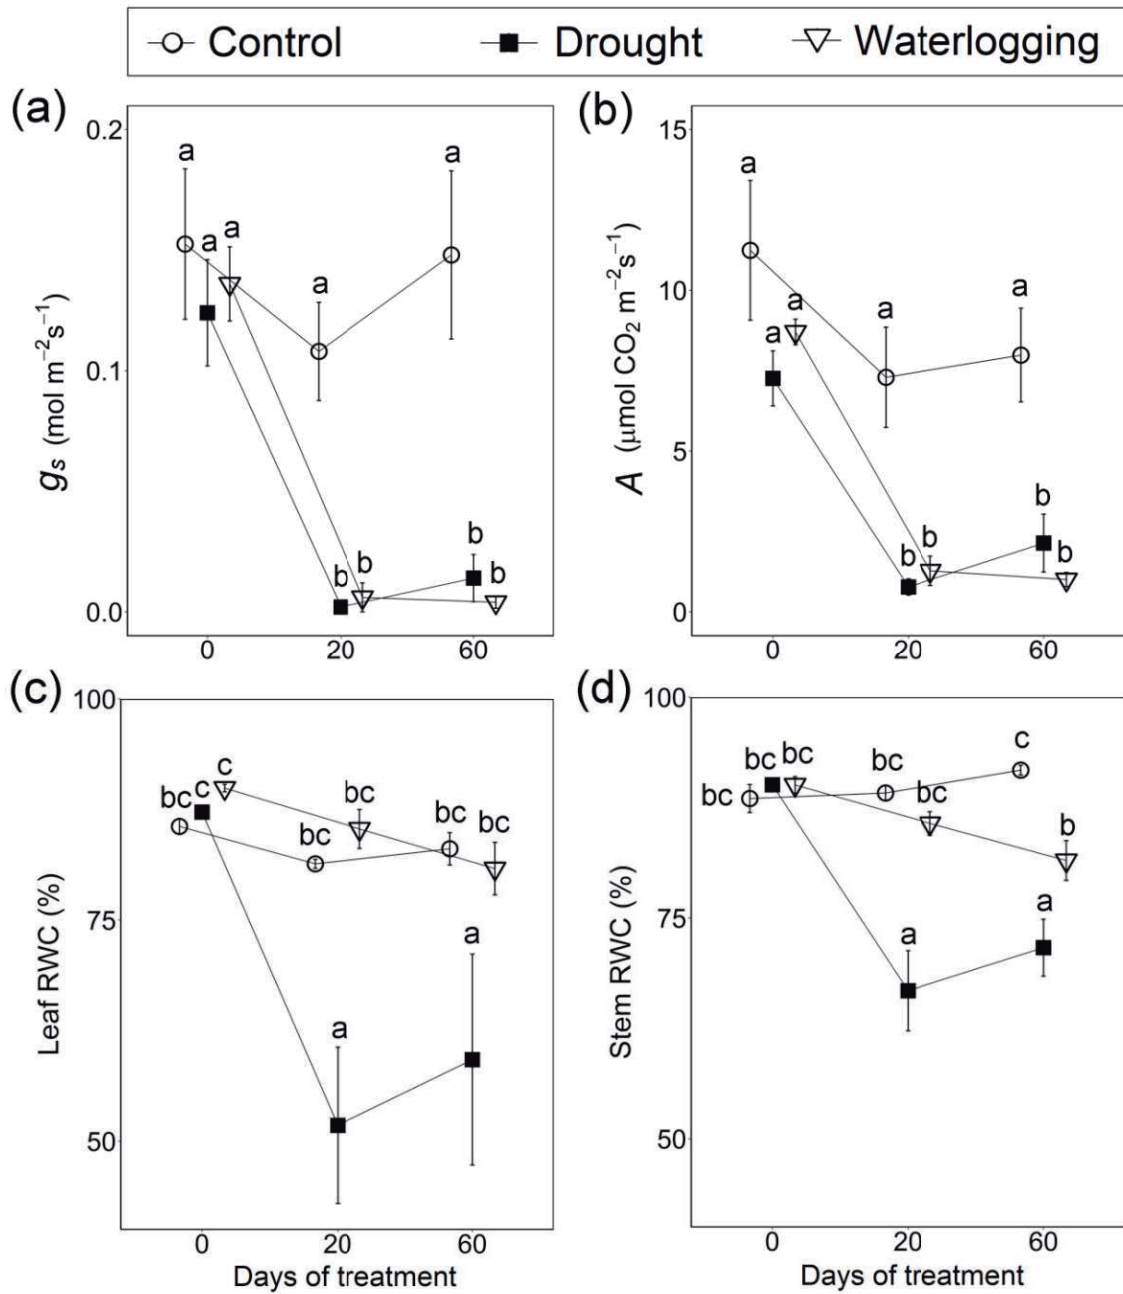 Control Drought Waterlogging
(a)
0.2
0.1
0.0
gₛ (mol m⁻²s⁻¹)
a
a
a
a
a
b
b
b
b
0 20 60
(b)
15
10
5
0
A (μmol CO₂ m⁻²s⁻¹)
a
a
a
a
a
b
b
b
b
0 20 60
(c)
100
75
50
Leaf RWC (%)
bc
c
c
bc
bc
bc
bc
a
a
0 20 60
Days of treatment
(d)
100
75
50
Stem RWC (%)
bc
bc
bc
bc
c
bc
b
a
a
0 20 60
Days of treatment